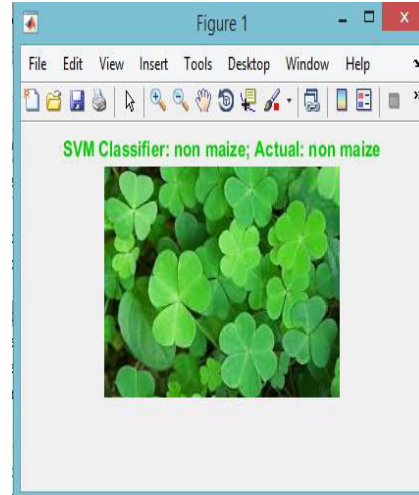 Figure 1
File Edit View Insert Tools Desktop Window Help
SVM Classifier: non maize; Actual: non maize